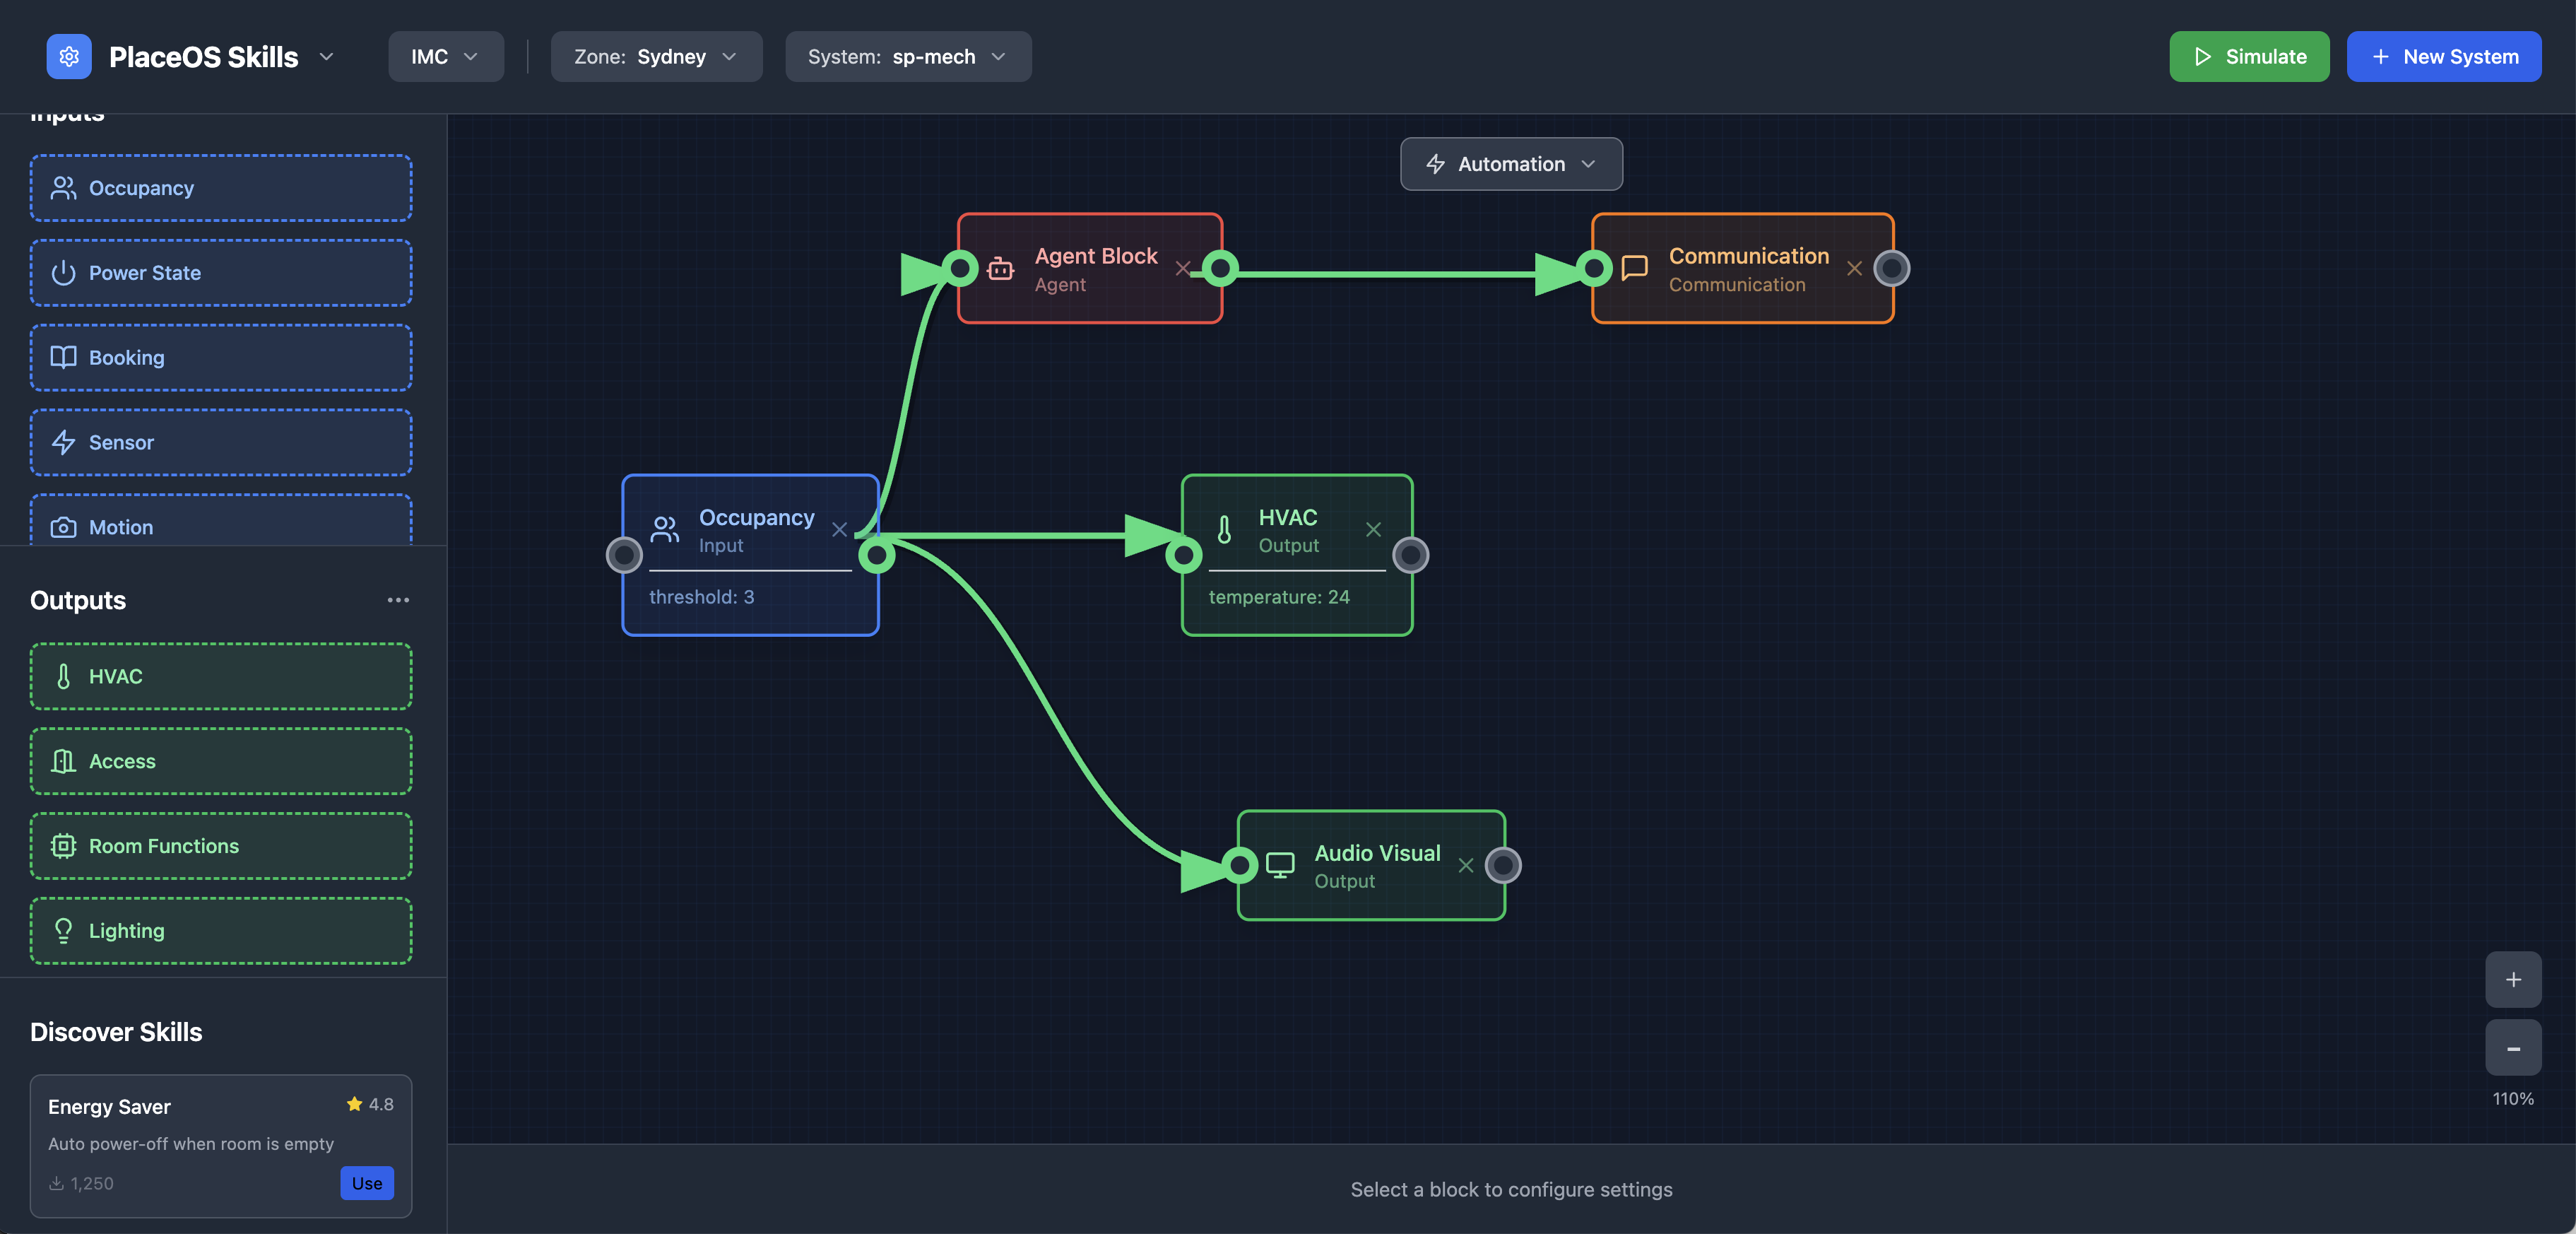 PlaceOS Skills
IMC
Zone: Sydney
System: sp-mech
Simulate
New System
Inputs
Occupancy
Power State
Booking
Sensor
Motion
Outputs
HVAC
Access
Room Functions
Lighting
Discover Skills
Energy Saver
4.8
Auto power-off when room is empty
1,250
Use
Automation
Agent Block
Agent
Communication
Communication
Occupancy
Input
threshold: 3
HVAC
Output
temperature: 24
Audio Visual
Output
110%
Select a block to configure settings